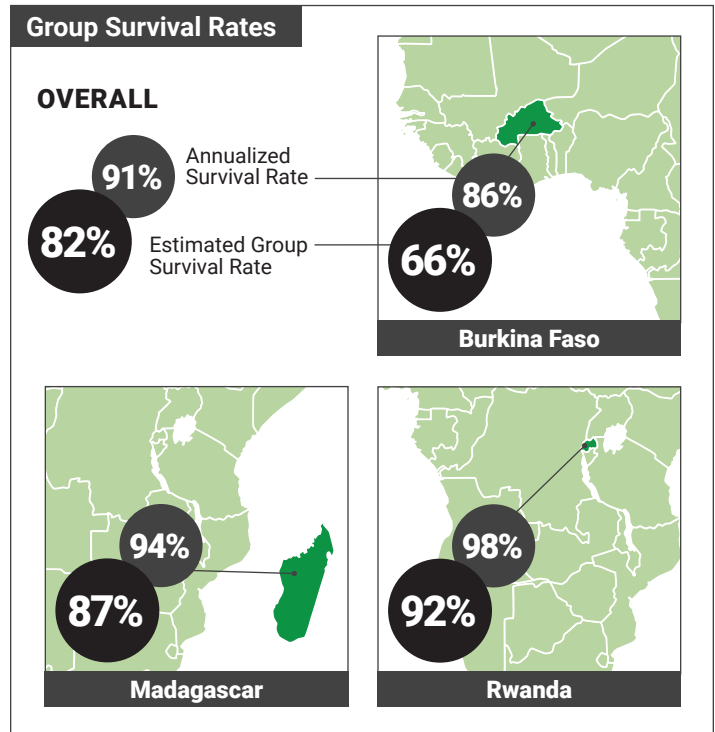 Group Survival Rates
OVERALL
91%
Annualized
Survival Rate
82%
Estimated Group
Survival Rate
86%
66%
Burkina Faso
94%
87%
Madagascar
98%
92%
Rwanda